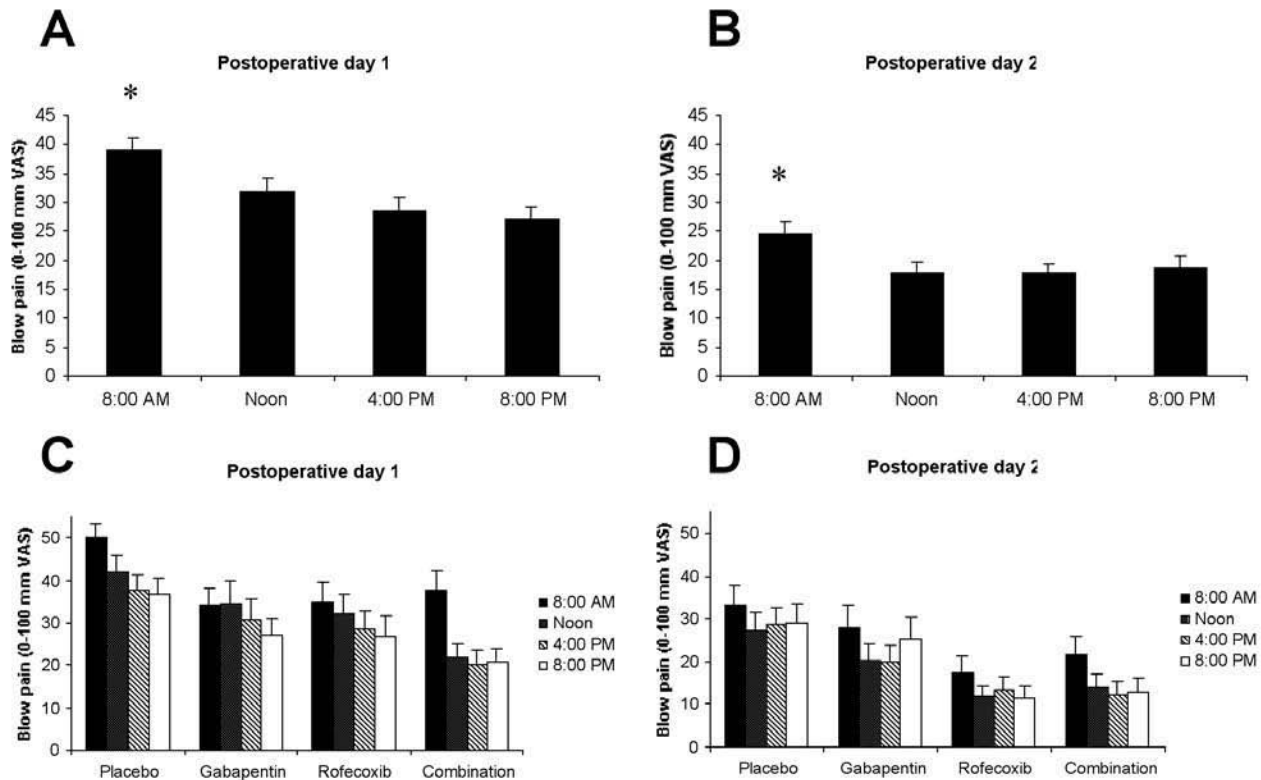 A
Postoperative day 1
*
Blow pain (0-100 mm VAS)
45
40
35
30
25
20
15
10
5
0
8:00 AM Noon 4:00 PM 8:00 PM
B
Postoperative day 2
*
Blow pain (0-100 mm VAS)
45
40
35
30
25
20
15
10
5
0
8:00 AM Noon 4:00 PM 8:00 PM
C
Postoperative day 1
Blow pain (0-100 mm VAS)
50
40
30
20
10
0
Placebo Gabapentin Rofecoxib Combination
8:00 AM
Noon
4:00 PM
8:00 PM
D
Postoperative day 2
Blow pain (0-100 mm VAS)
50
40
30
20
10
0
Placebo Gabapentin Rofecoxib Combination
8:00 AM
Noon
4:00 PM
8:00 PM